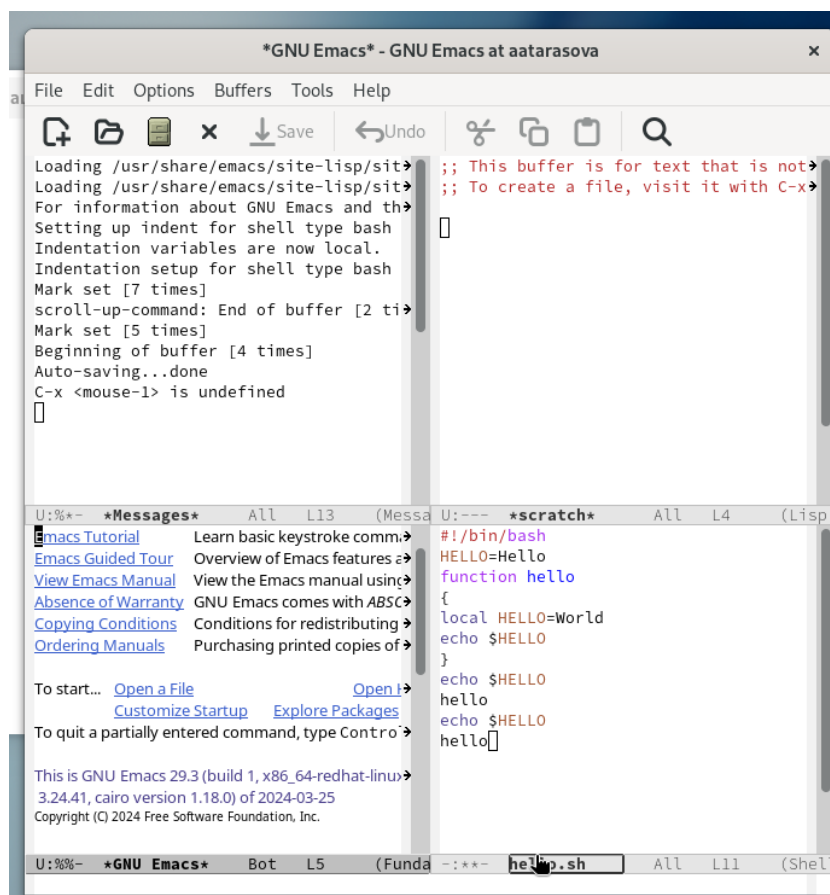 *GNU Emacs* - GNU Emacs at aatarasova
File Edit Options Buffers Tools Help
Save Undo
Loading /usr/share/emacs/site-lisp/sit
Loading /usr/share/emacs/site-lisp/sit
For information about GNU Emacs and th
Setting up indent for shell type bash
Indentation variables are now local.
Indentation setup for shell type bash
Mark set [7 times]
scroll-up-command: End of buffer [2 ti
Mark set [5 times]
Beginning of buffer [4 times]
Auto-saving...done
C-x <mouse-1> is undefined
U:%*- *Messages* All L13 (Messa
;; This buffer is for text that is not
;; To create a file, visit it with C-x
U:--- *scratch* All L4 (Lisp
Emacs Tutorial Learn basic keystroke comm
Emacs Guided Tour Overview of Emacs features a
View Emacs Manual View the Emacs manual using
Absence of Warranty GNU Emacs comes with ABSO
Copying Conditions Conditions for redistributing
Ordering Manuals Purchasing printed copies of
To start... Open a File Open H
Customize Startup Explore Packages
To quit a partially entered command, type Contro
This is GNU Emacs 29.3 (build 1, x86_64-redhat-linux
3.24.41, cairo version 1.18.0) of 2024-03-25
Copyright (C) 2024 Free Software Foundation, Inc.
U:%%- *GNU Emacs* Bot L5 (Funda
#!/bin/bash
HELLO=Hello
function hello
{
local HELLO=World
echo $HELLO
}
echo $HELLO
hello
echo $HELLO
hello
-:**- hello.sh All L11 (Shel